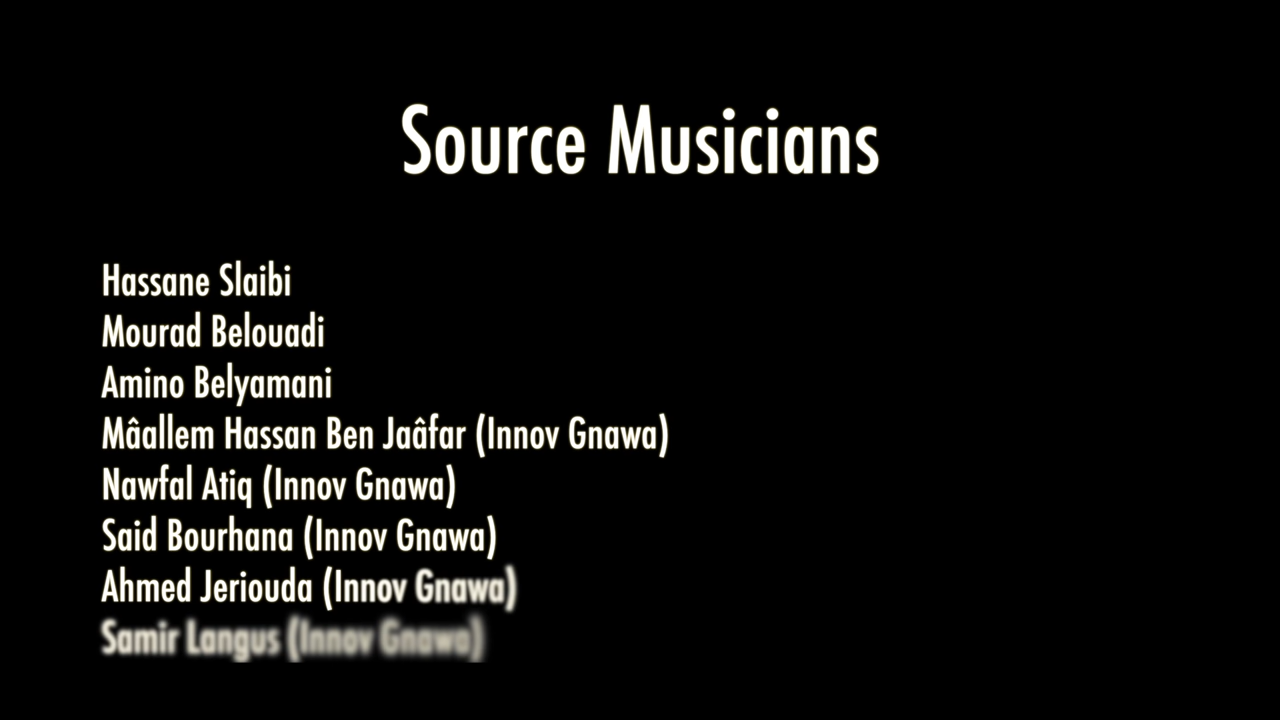 Source Musicians
Hassane Slaibi
Mourad Belouadi
Amino Belyamani
Mâallem Hassan Ben Jaâfar (Innov Gnawa)
Nawfal Atiq (Innov Gnawa)
Said Bourhana (Innov Gnawa)
Ahmed Jeriouda (Innov Gnawa)
Samir Langus (Innov Gnawa)